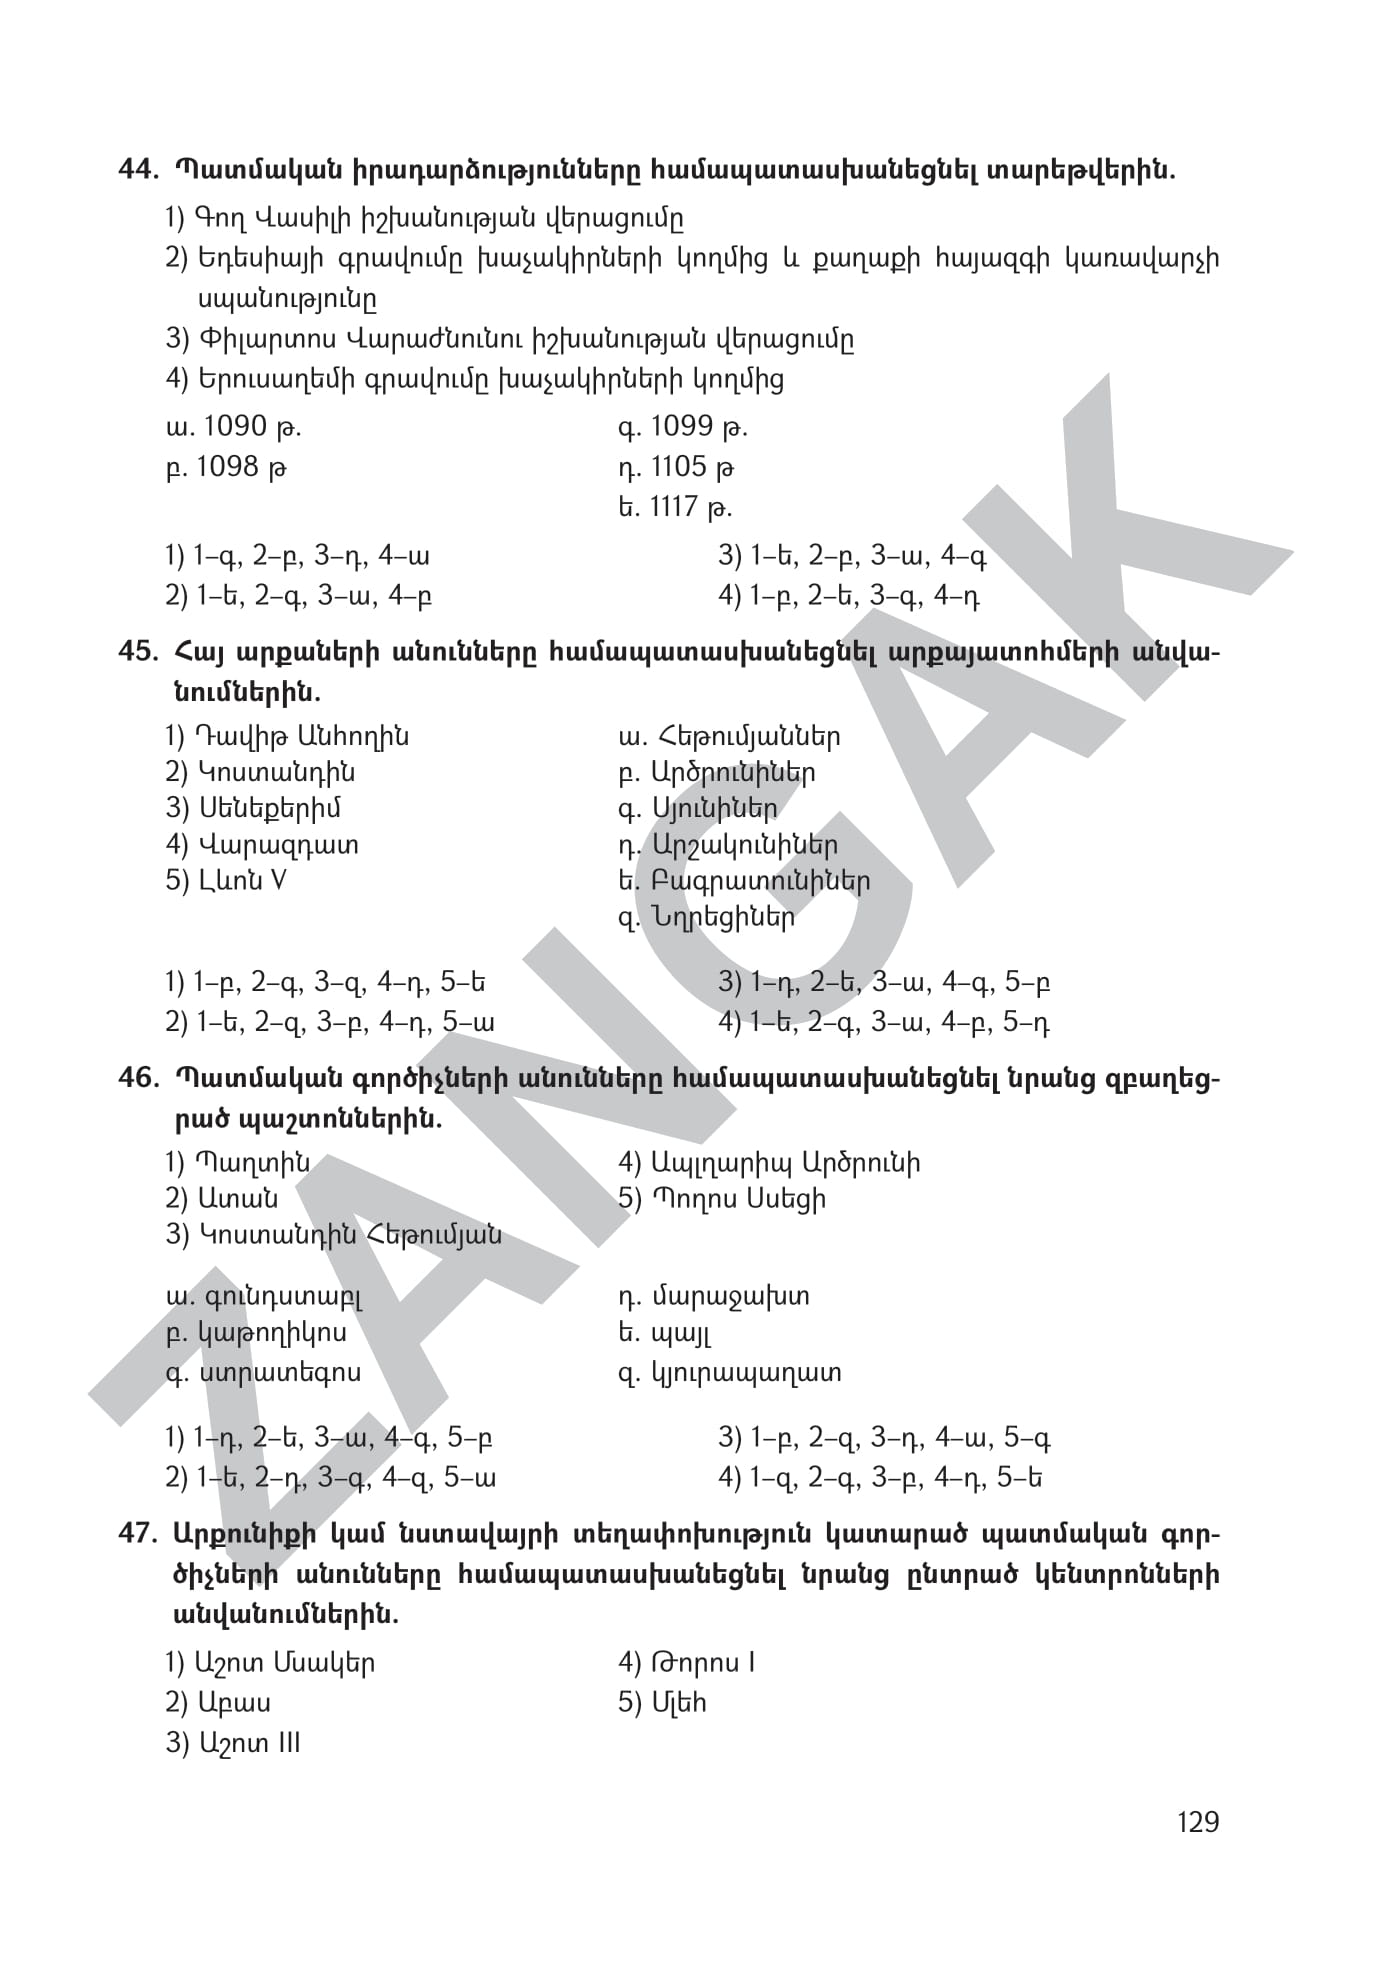 44. Պատմական իրադարձությունները համապատասխանեցնել տարեթվերին.
1) Գող Վասիլի իշխանության վերացումը
2) Եդեսիայի գրավումը խաչակիրների կողմից և քաղաքի հայազգի կառավարչի
սպանությունը
3) Փիլարտոս Վարաժնունու իշխանության վերացումը
4) Երուսաղեմի գրավումը խաչակիրների կողմից
ա. 1090 թ. գ. 1099 թ.
բ. 1098 թ դ. 1105 թ
ե. 1117 թ.
1) 1–գ, 2–բ, 3–դ, 4–ա 3) 1–ե, 2–բ, 3–ա, 4–գ
2) 1–ե, 2–գ, 3–ա, 4–բ 4) 1–բ, 2–ե, 3–գ, 4–դ
45. Հայ արքաների անունները համապատասխանեցնել արքայատոհմերի անվա-
նումներին.
1) Դավիթ Անհողին ա. Հեթումյաններ
2) Կոստանդին բ. Արծրունիներ
3) Սենեքերիմ գ. Սյունիներ
4) Վարազդատ դ. Արշակունիներ
5) Լևոն V ե. Բագրատունիներ
զ. Նղրեցիներ
1) 1–բ, 2–գ, 3–զ, 4–դ, 5–ե 3) 1–դ, 2–ե, 3–ա, 4–գ, 5–բ
2) 1–ե, 2–զ, 3–բ, 4–դ, 5–ա 4) 1–ե, 2–գ, 3–ա, 4–բ, 5–դ
46. Պատմական գործիչների անունները համապատասխանեցնել նրանց զբաղեց-
րած պաշտոններին.
1) Պաղտին 4) Ապլղարիպ Արծրունի
2) Ատան 5) Պողոս Սսեցի
3) Կոստանդին Հեթումյան
ա. գունդստաբլ դ. մարաջախտ
բ. կաթողիկոս ե. պայլ
գ. ստրատեգոս զ. կյուրապաղատ
1) 1–դ, 2–ե, 3–ա, 4–գ, 5–բ 3) 1–բ, 2–զ, 3–դ, 4–ա, 5–գ
2) 1–ե, 2–դ, 3–գ, 4–զ, 5–ա 4) 1–զ, 2–գ, 3–բ, 4–դ, 5–ե
47. Արքունիքի կամ նստավայրի տեղափոխություն կատարած պատմական գոր-
ծիչների անունները համապատասխանեցնել նրանց ընտրած կենտրոնների
անվանումներին.
1) Աշոտ Մսակեր 4) Թորոս I
2) Աբաս 5) Մլեհ
3) Աշոտ III
129
ZANGAK